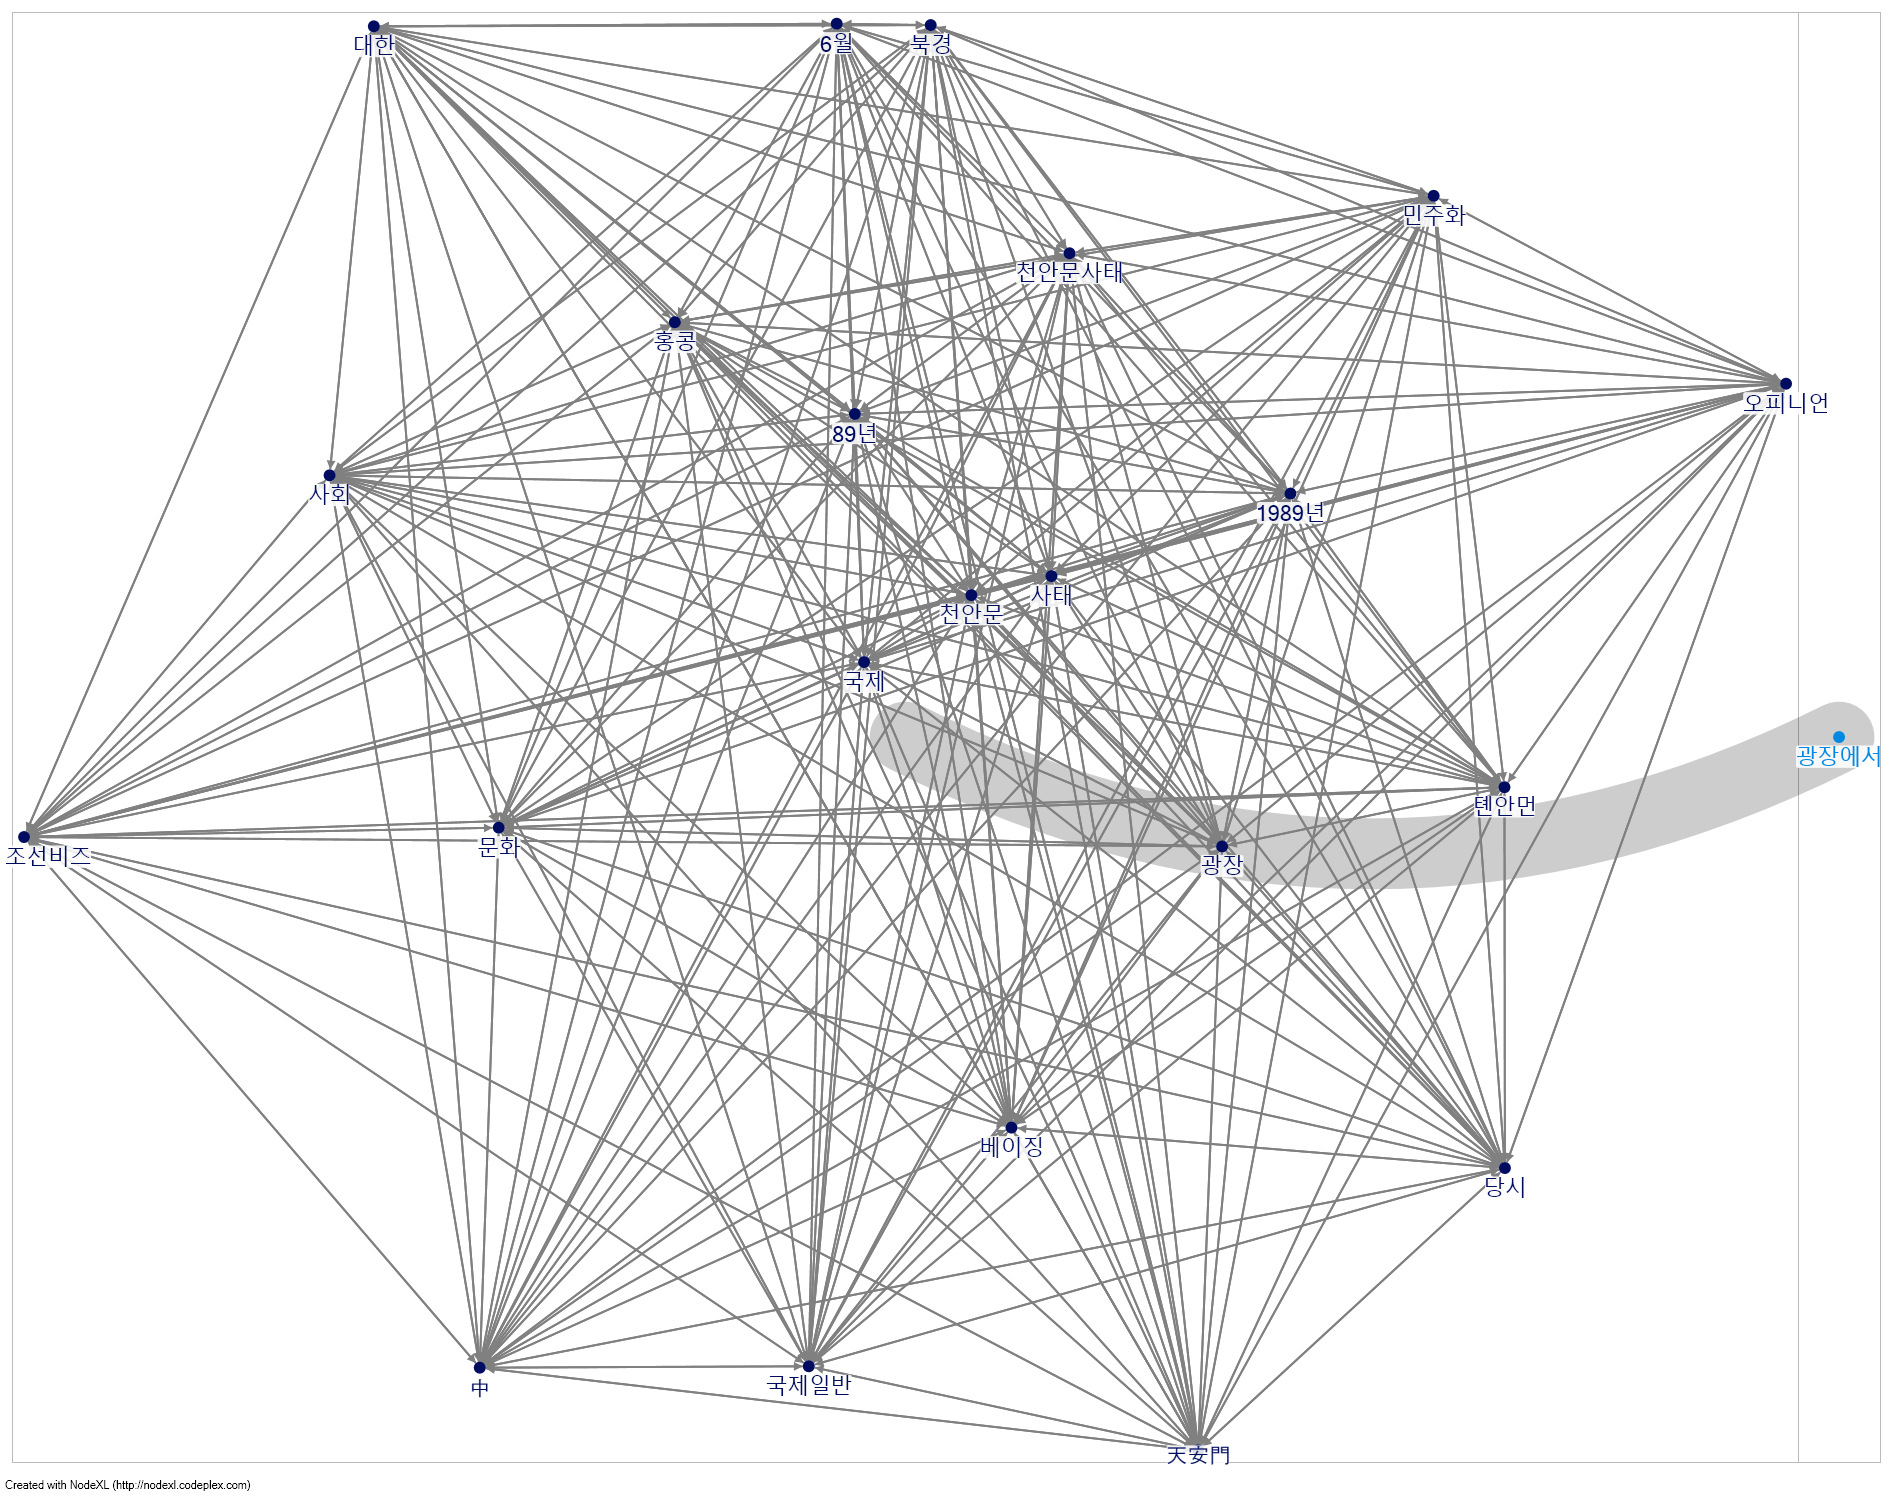 대한
6월
북경
민주화
천안문사태
홍콩
오피니언
89년
사회
1989년
사태
천안문
국제
광장에서
톈안먼
문화
조선비즈
광장
베이징
당시
中
국제일반
天安門
Created with NodeXL (http://nodexl.codeplex.com)